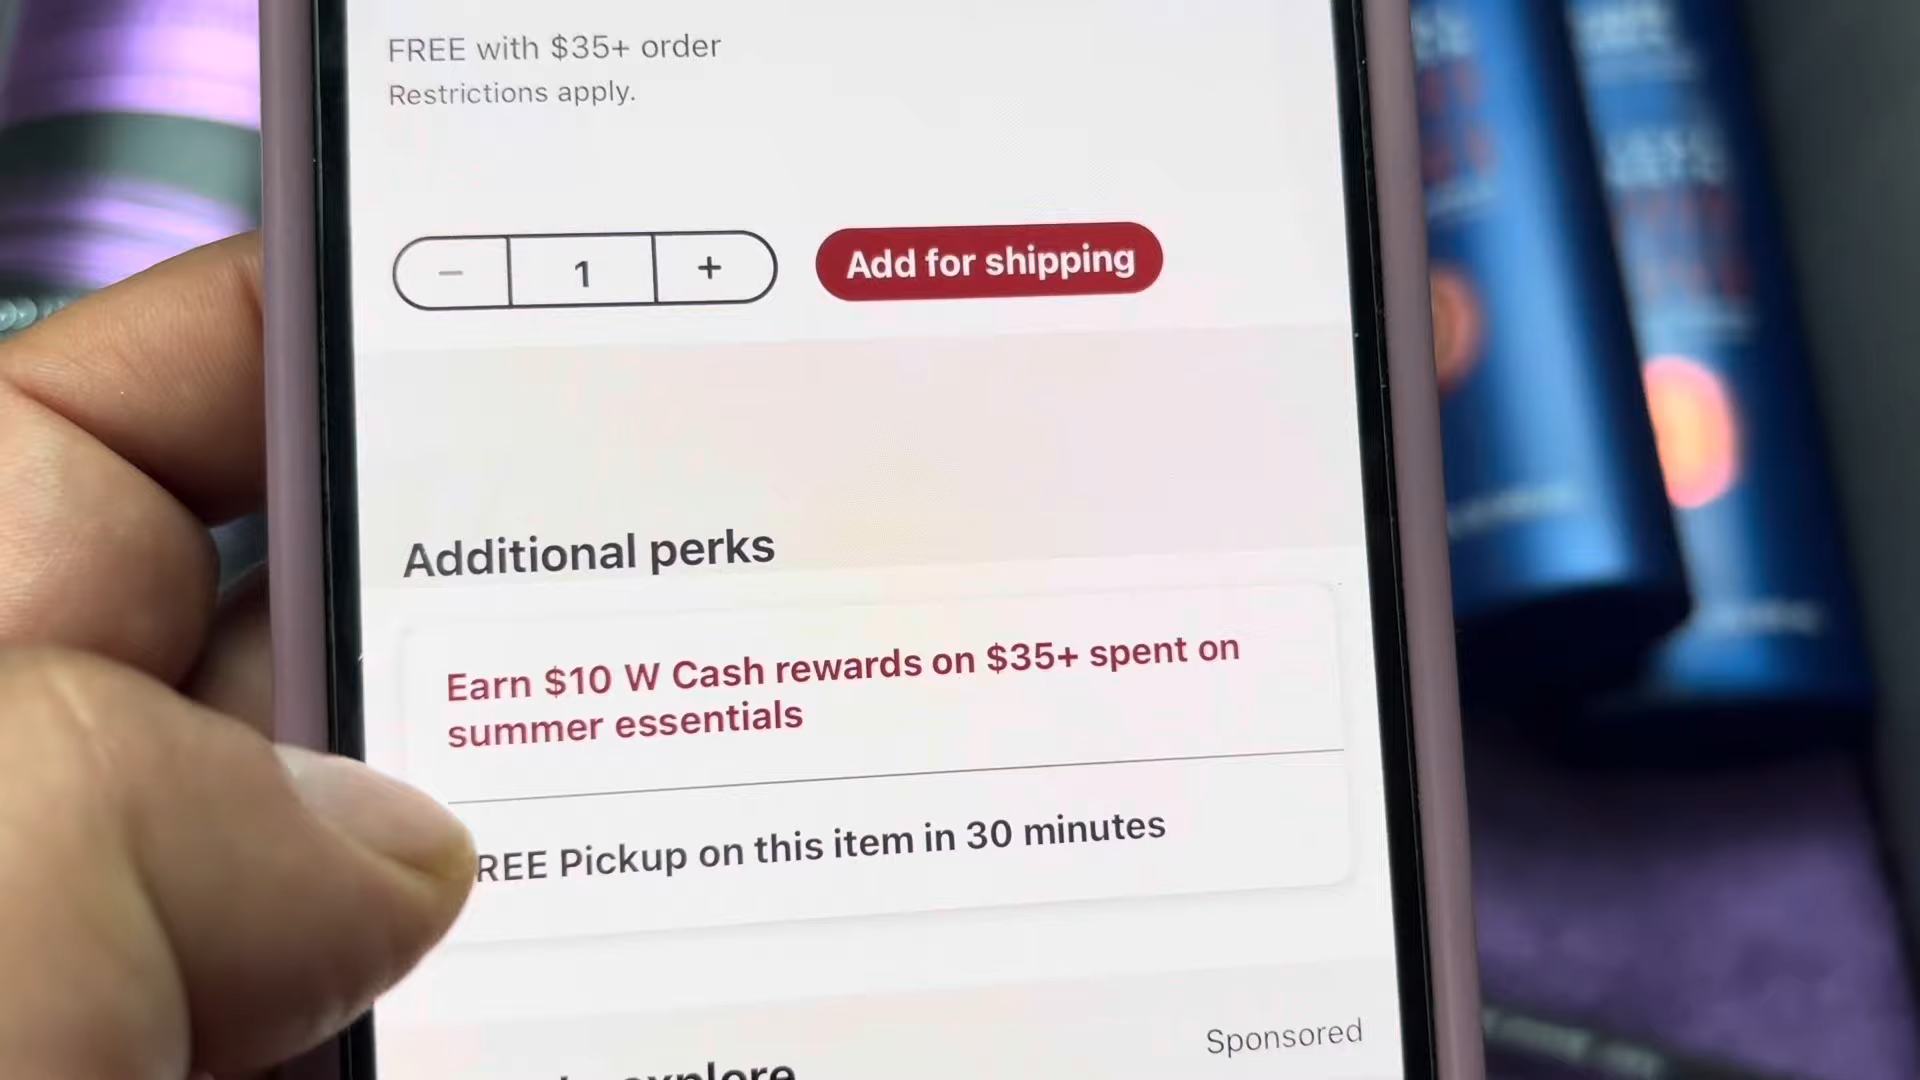 FREE with $35+ order
Restrictions apply.
− 1 +
Add for shipping
Additional perks
Earn $10 W Cash rewards on $35+ spent on
summer essentials
REE Pickup on this item in 30 minutes
Sponsored
explore